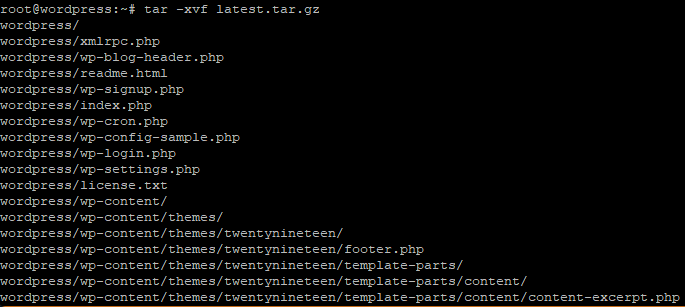 root@wordpress:~# tar -xvf latest.tar.gz
wordpress/
wordpress/xmlrpc.php
wordpress/wp-blog-header.php
wordpress/readme.html
wordpress/wp-signup.php
wordpress/index.php
wordpress/wp-cron.php
wordpress/wp-config-sample.php
wordpress/wp-login.php
wordpress/wp-settings.php
wordpress/license.txt
wordpress/wp-content/
wordpress/wp-content/themes/
wordpress/wp-content/themes/twentynineteen/
wordpress/wp-content/themes/twentynineteen/footer.php
wordpress/wp-content/themes/twentynineteen/template-parts/
wordpress/wp-content/themes/twentynineteen/template-parts/content/
wordpress/wp-content/themes/twentynineteen/template-parts/content/content-excerpt.php